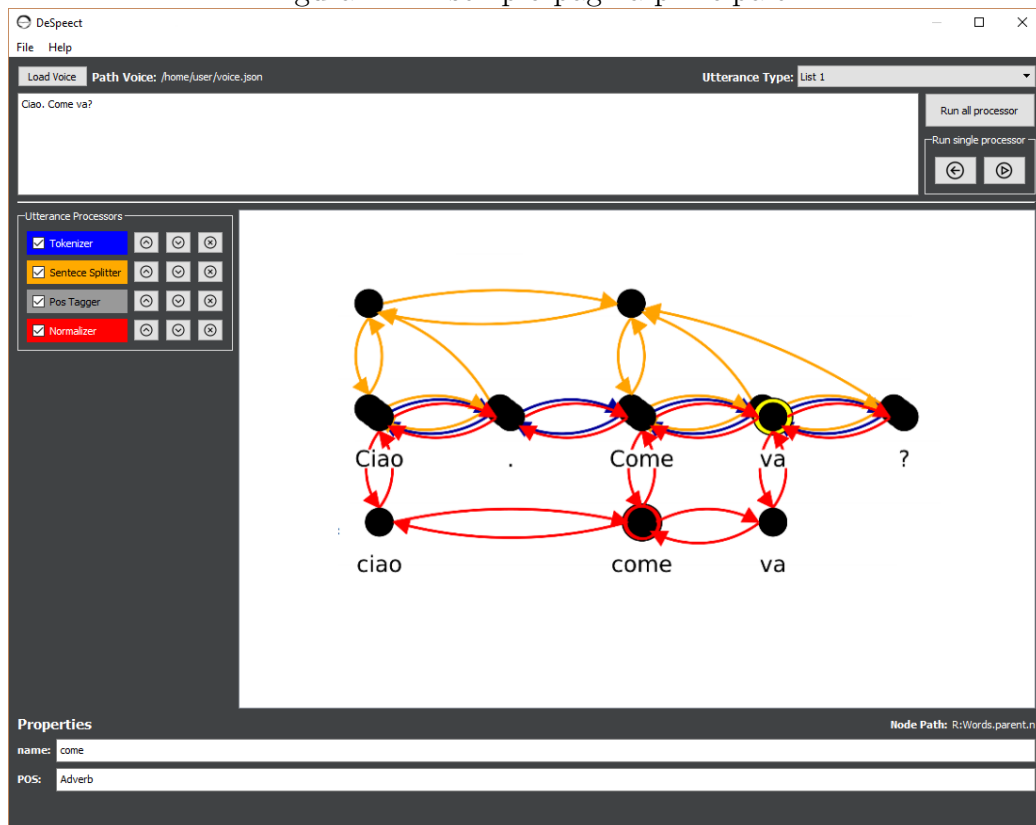 DeSpeect
File Help
Load Voice Path Voice: /home/user/voice.json Utterance Type: List 1
Ciao. Come va?
Run all processor
Run single processor
Utterance Processors
Tokenizer
Sentece Splitter
Pos Tagger
Normalizer
Ciao . Come va ?
ciao come va
Properties Node Path: R:Words.parent.n
name: come
POS: Adverb